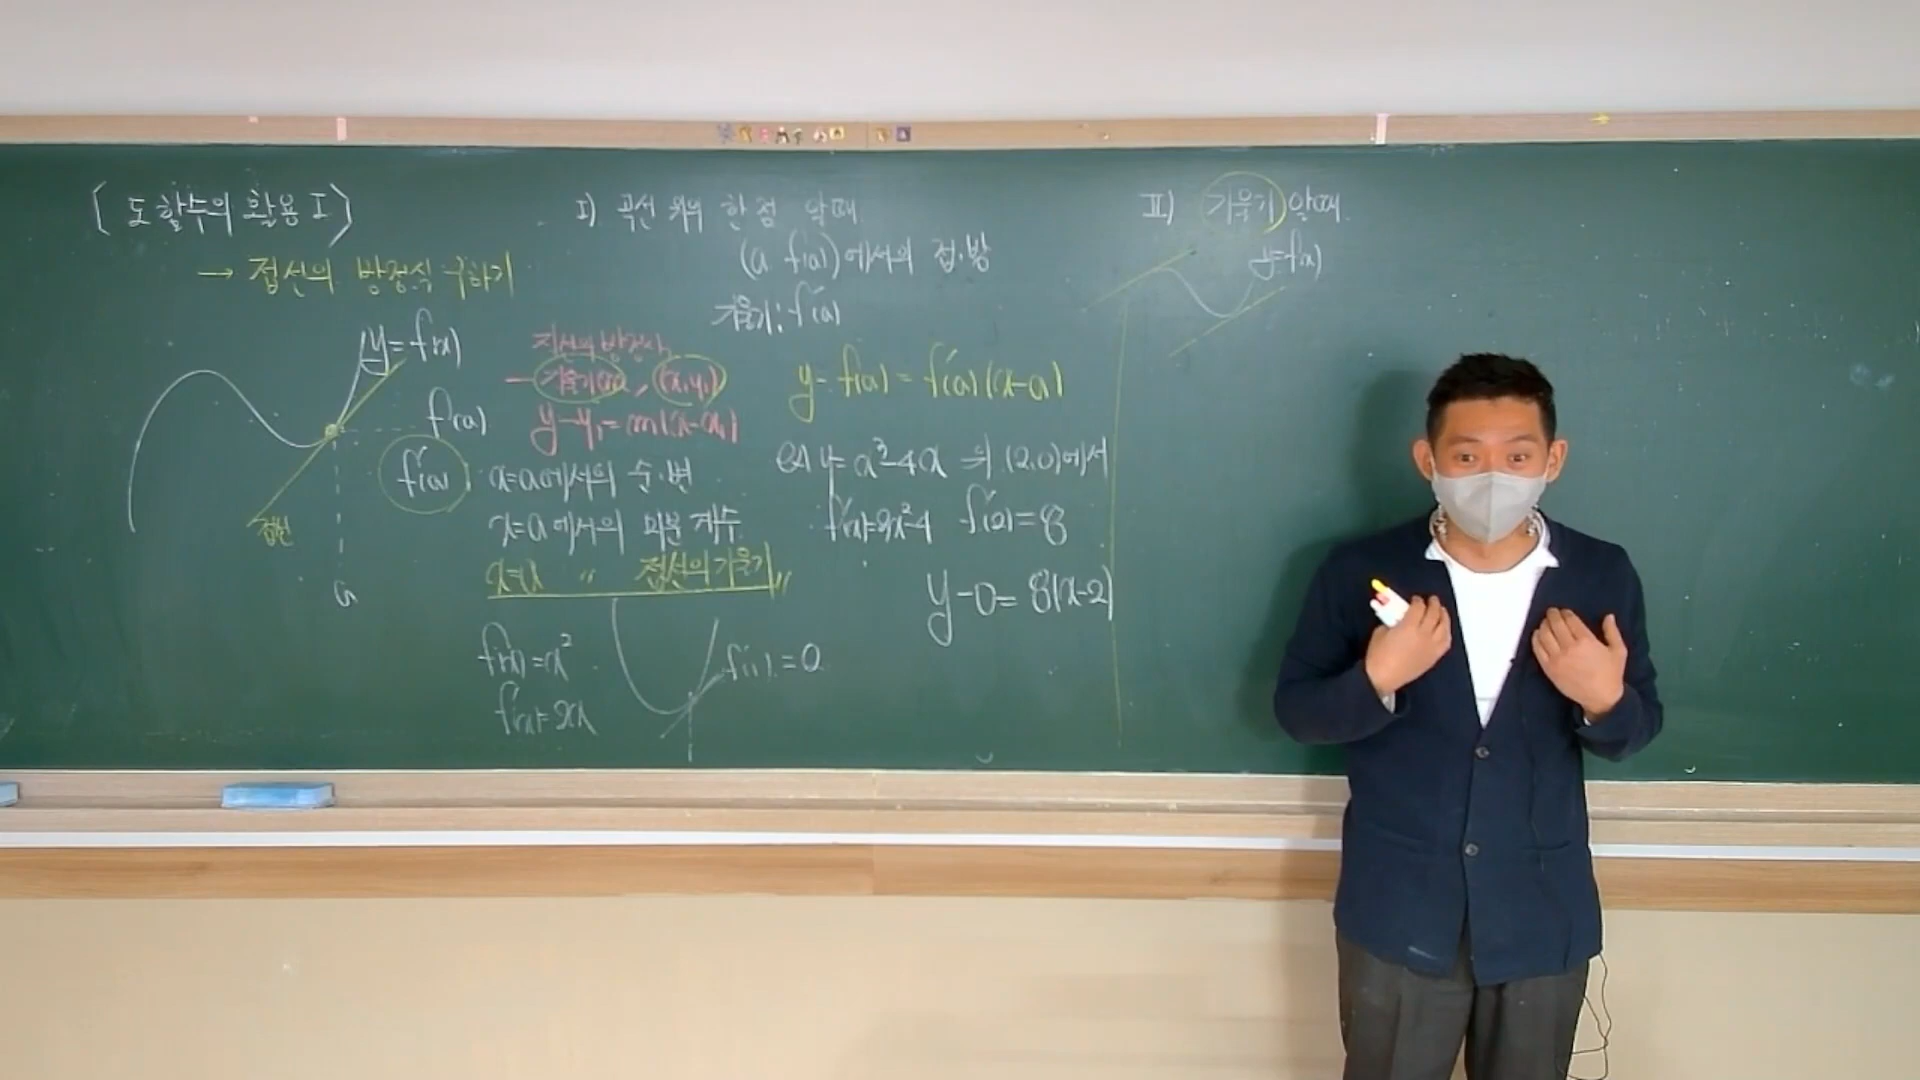 [도함수의 활용 I]
→ 접선의 방정식 구하기
y=f(x)
f(a)
접선
a
f'(a)
x=a에서의 순·변
x=a에서의 미분계수
x=a 〃 접선의 기울기 〃
직선의 방정식
기울기 m, (x₁,y₁)
y-y₁=m(x-x₁)
f(x)=x²
f'(x)=2x
f'( )=0
I) 곡선 위의 한 점 알때
(a, f(a))에서의 접·방
기울기: f'(a)
y-f(a)=f'(a)(x-a)
ex) y=x³-4x 의 (2,0)에서
f'(x)=3x²-4 f'(2)=8
y-0=8(x-2)
II) 기울기 알때
y=f(x)